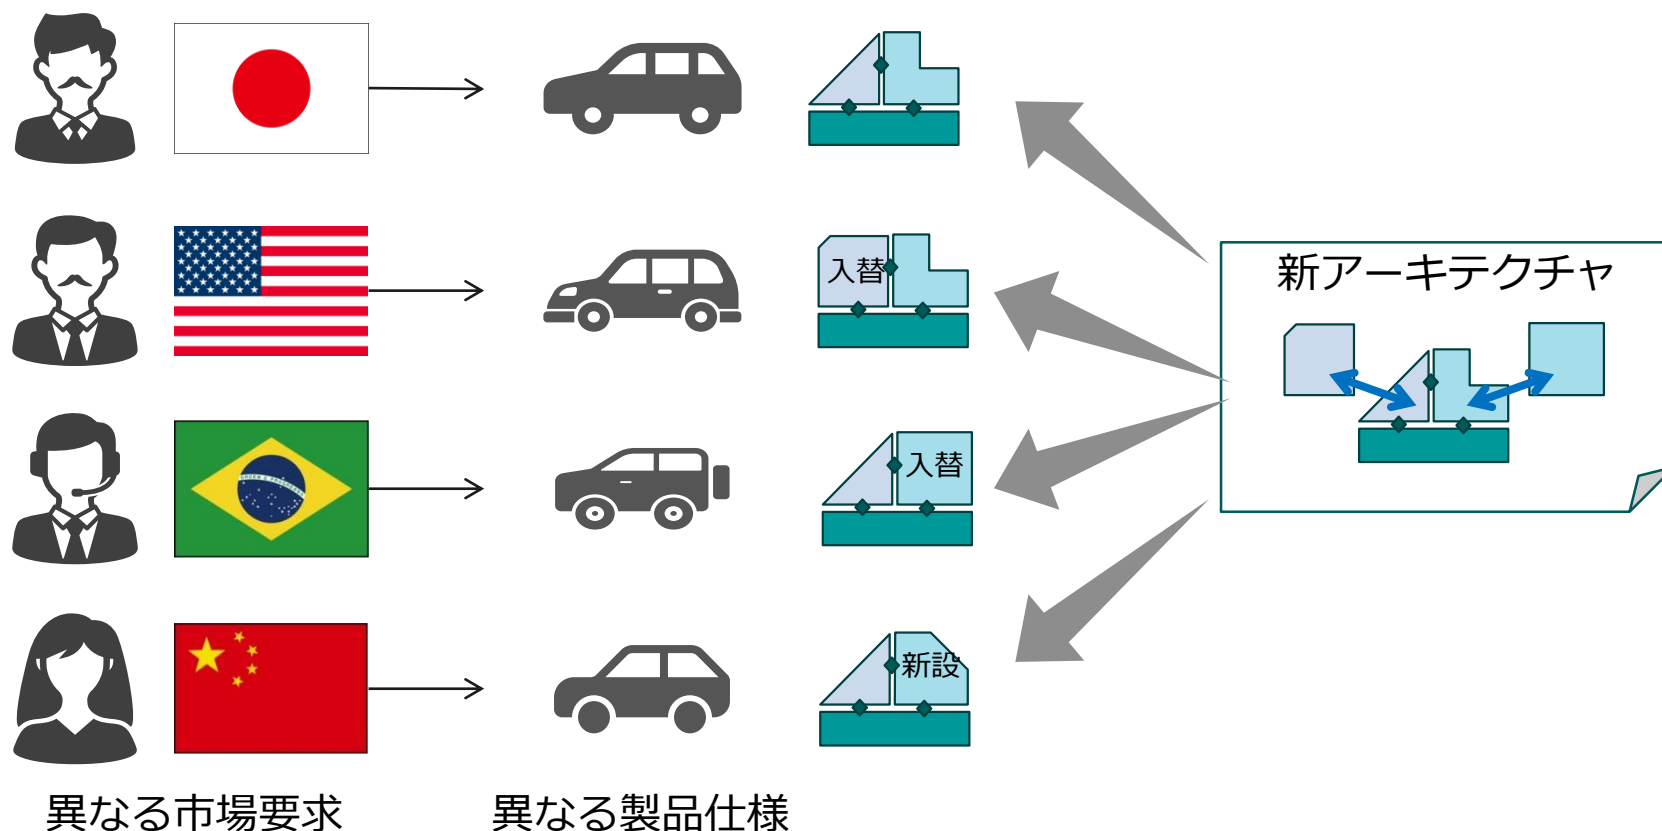 入替
新アーキテクチャ
入替
新設
異なる市場要求
異なる製品仕様